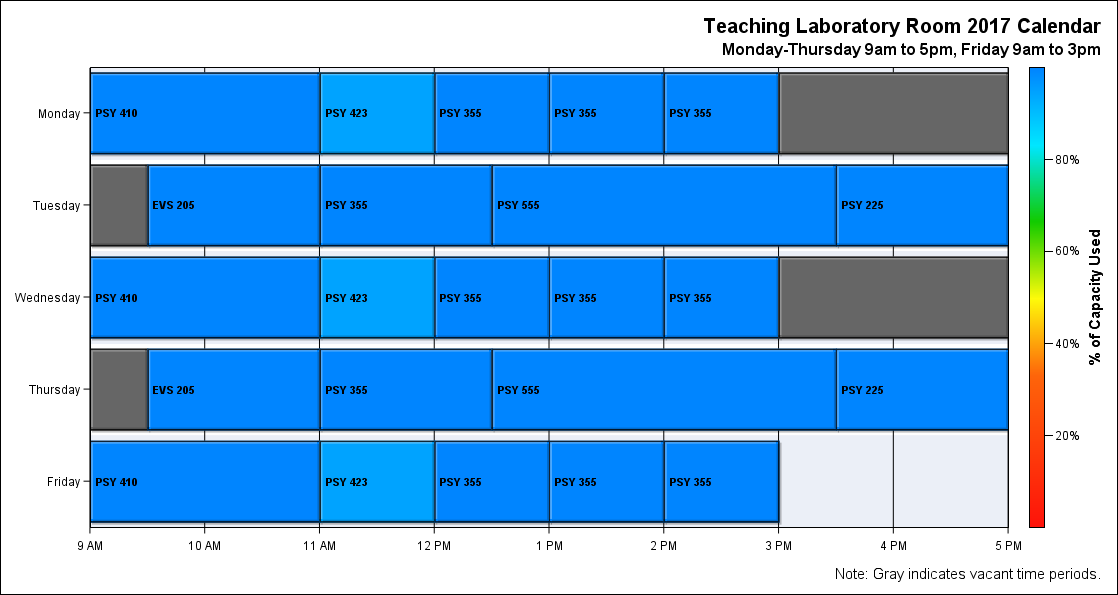 Teaching Laboratory Room 2017 Calendar
Monday-Thursday 9am to 5pm, Friday 9am to 3pm
Monday PSY 410 PSY 423 PSY 355 PSY 355 PSY 355
80%
Tuesday EVS 205 PSY 355 PSY 555 PSY 225
60%
% of Capacity Used
Wednesday PSY 410 PSY 423 PSY 355 PSY 355 PSY 355
40%
Thursday EVS 205 PSY 355 PSY 555 PSY 225
20%
Friday PSY 410 PSY 423 PSY 355 PSY 355 PSY 355
9 AM 10 AM 11 AM 12 PM 1 PM 2 PM 3 PM 4 PM 5 PM
Note: Gray indicates vacant time periods.